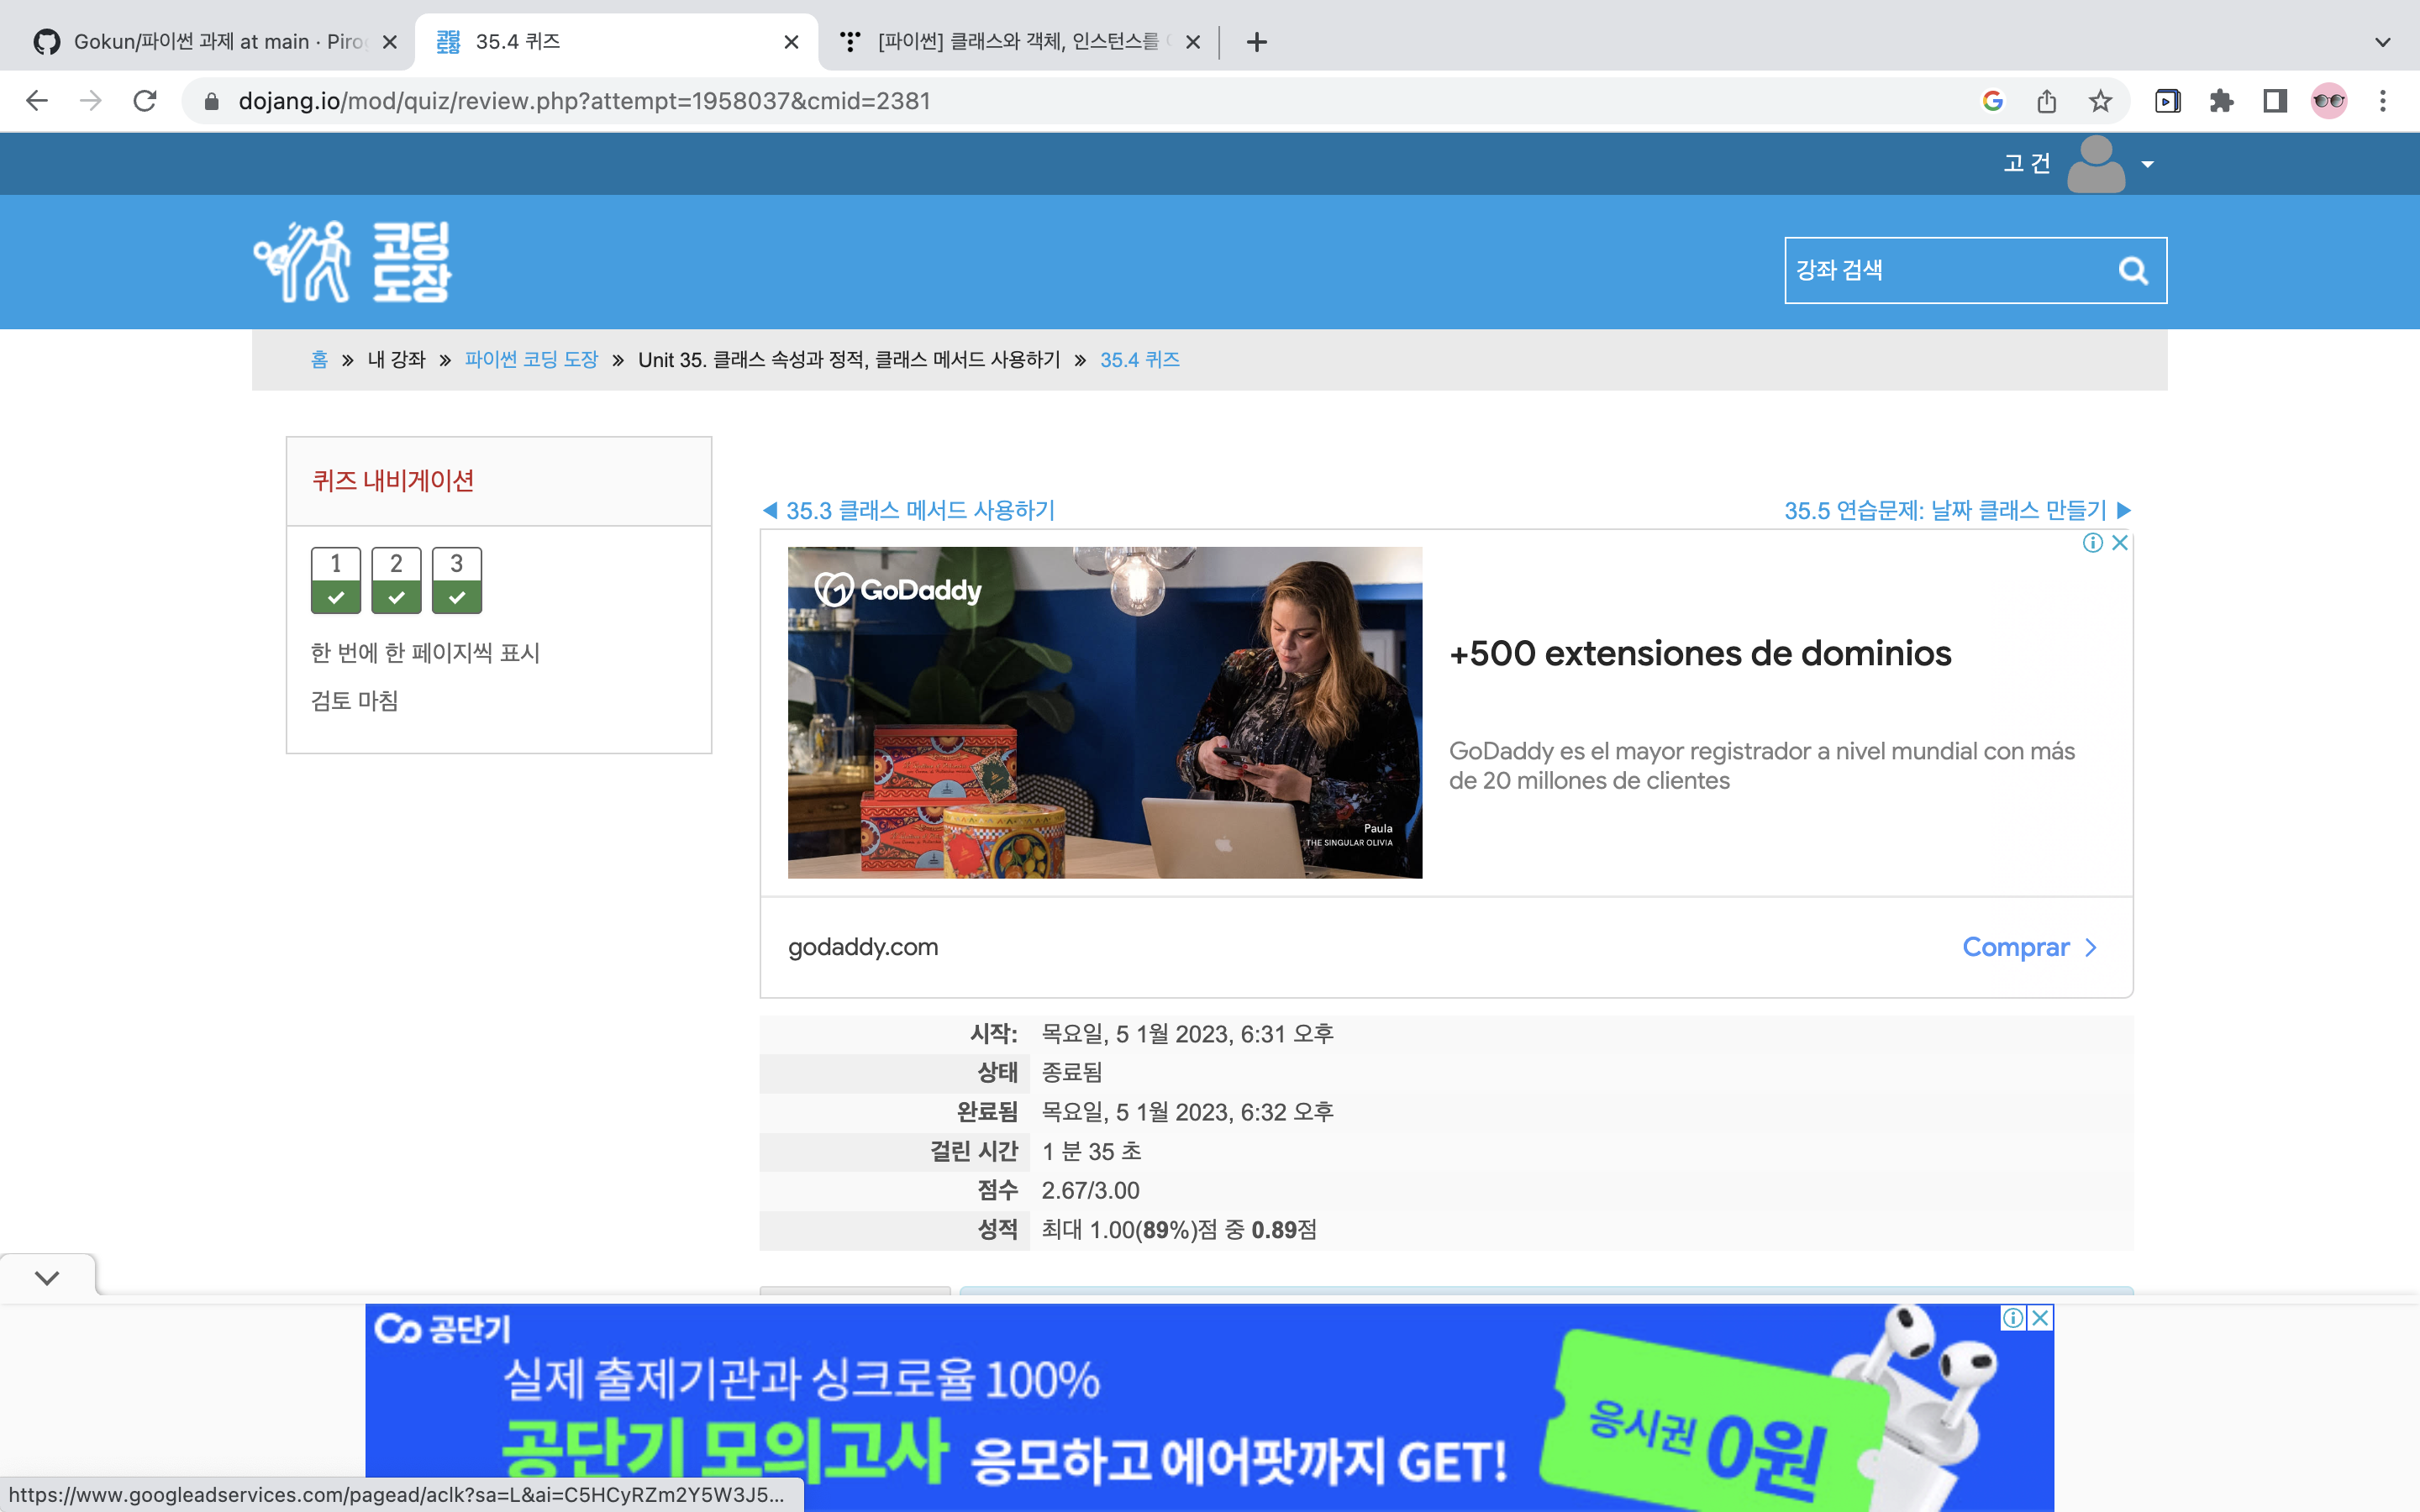 Gokun/파이썬 과제 at main · Piro
35.4 퀴즈
[파이썬] 클래스와 객체, 인스턴스를
dojang.io/mod/quiz/review.php?attempt=1958037&cmid=2381
고 건
코딩
도장
강좌 검색
홈 » 내 강좌 » 파이썬 코딩 도장 » Unit 35. 클래스 속성과 정적, 클래스 메서드 사용하기 » 35.4 퀴즈
퀴즈 내비게이션
1 2 3
한 번에 한 페이지씩 표시
검토 마침
◀ 35.3 클래스 메서드 사용하기
35.5 연습문제: 날짜 클래스 만들기 ▶
GoDaddy
Paula
THE SINGULAR OLIVIA
+500 extensiones de dominios
GoDaddy es el mayor registrador a nivel mundial con más
de 20 millones de clientes
godaddy.com
Comprar >
시작: 목요일, 5 1월 2023, 6:31 오후
상태 종료됨
완료됨 목요일, 5 1월 2023, 6:32 오후
걸린 시간 1 분 35 초
점수 2.67/3.00
성적 최대 1.00(89%)점 중 0.89점
공단기
실제 출제기관과 싱크로율 100%
공단기 모의고사 응모하고 에어팟까지 GET!
응시권 0원
https://www.googleadservices.com/pagead/aclk?sa=L&ai=C5HCyRZm2Y5W3J5...